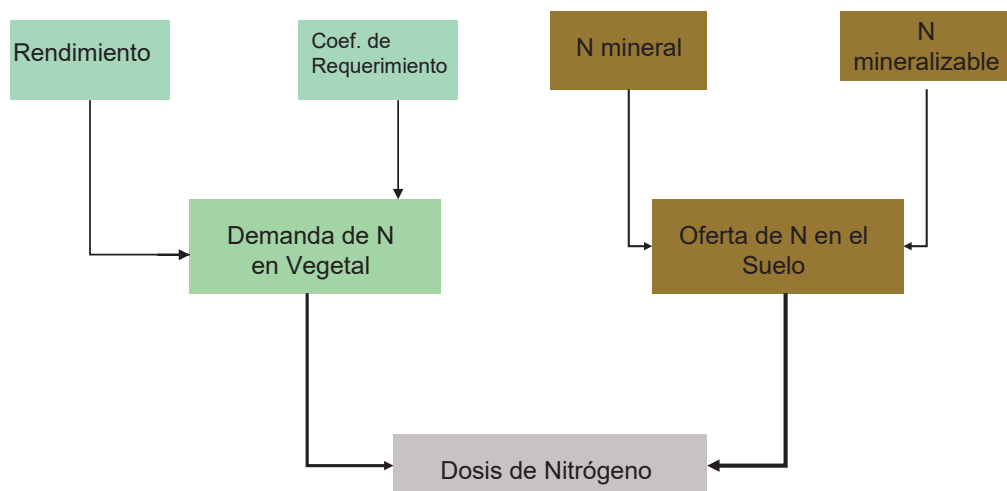 Rendimiento
Coef. de
Requerimiento
N mineral
N
mineralizable
Demanda de N
en Vegetal
Oferta de N en el
Suelo
Dosis de Nitrógeno